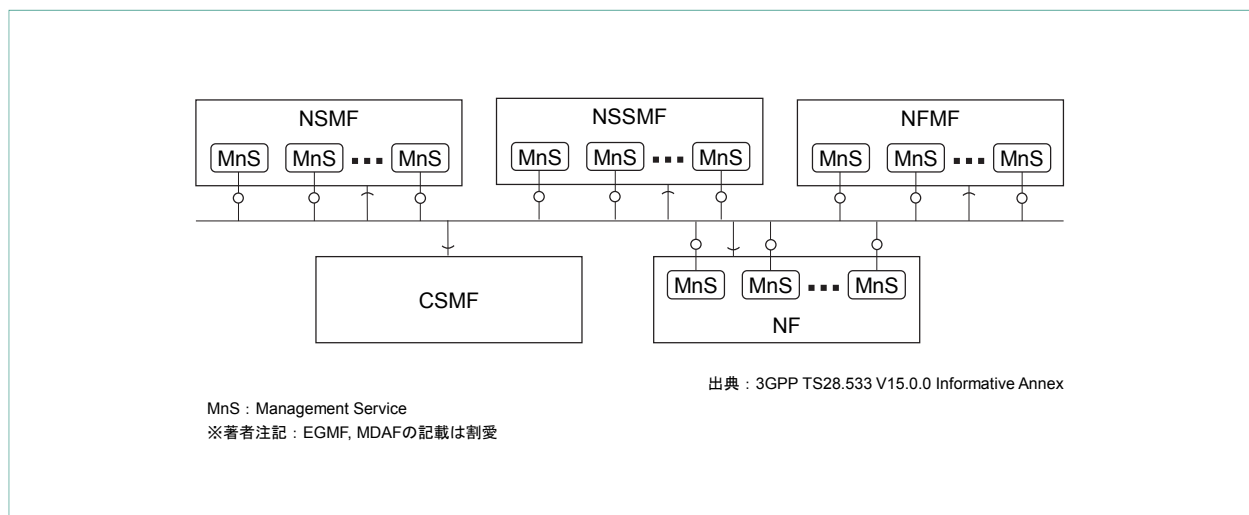 NSMF
MnS MnS ▪▪▪ MnS
NSSMF
MnS MnS ▪▪▪ MnS
NFMF
MnS MnS ▪▪▪ MnS
CSMF
MnS MnS ▪▪▪ MnS
NF
出典：3GPP TS28.533 V15.0.0 Informative Annex
MnS：Management Service
※著者注記：EGMF, MDAFの記載は割愛